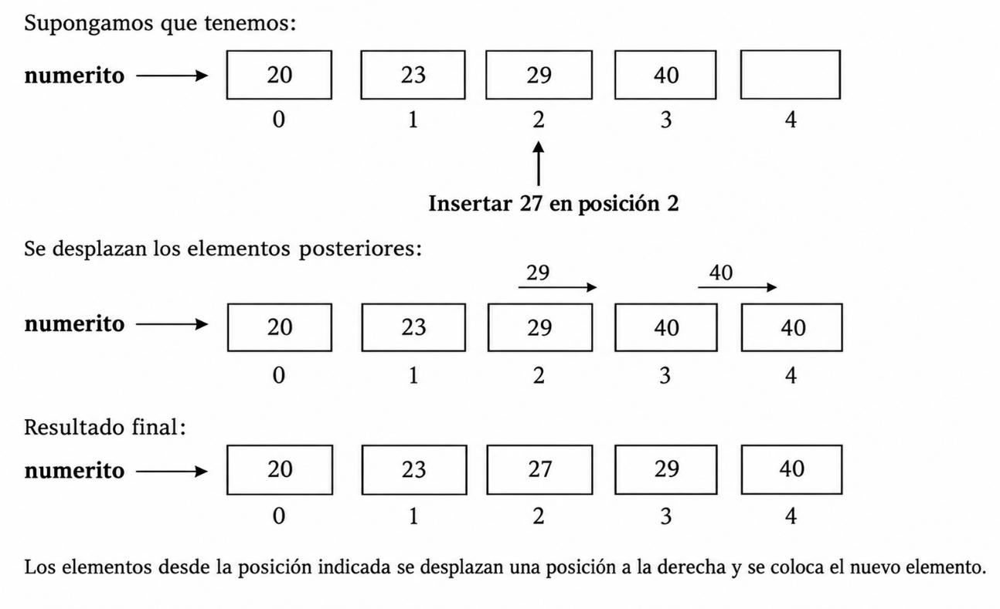 Supongamos que tenemos:
numerito 20 23 29 40
0 1 2 3 4
Insertar 27 en posición 2
Se desplazan los elementos posteriores:
29 40
numerito 20 23 29 40 40
0 1 2 3 4
Resultado final:
numerito 20 23 27 29 40
0 1 2 3 4
Los elementos desde la posición indicada se desplazan una posición a la derecha y se coloca el nuevo elemento.